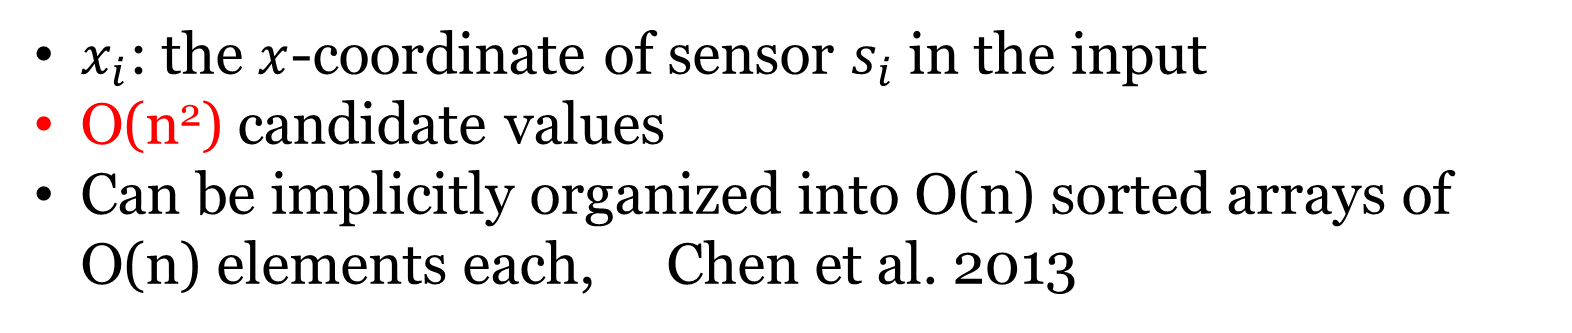 • xᵢ: the x-coordinate of sensor sᵢ in the input
• O(n²) candidate values
• Can be implicitly organized into O(n) sorted arrays of
O(n) elements each, Chen et al. 2013